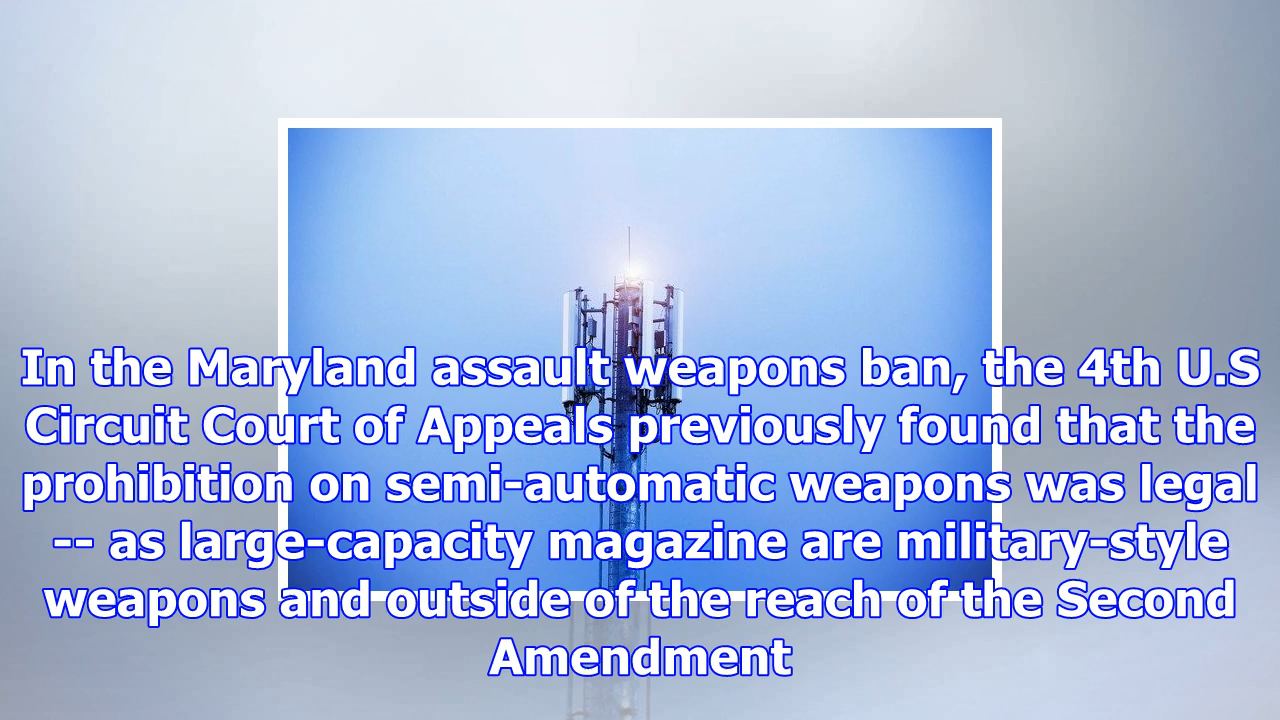 In the Maryland assault weapons ban, the 4th U.S
Circuit Court of Appeals previously found that the
prohibition on semi-automatic weapons was legal
-- as large-capacity magazine are military-style
weapons and outside of the reach of the Second
Amendment